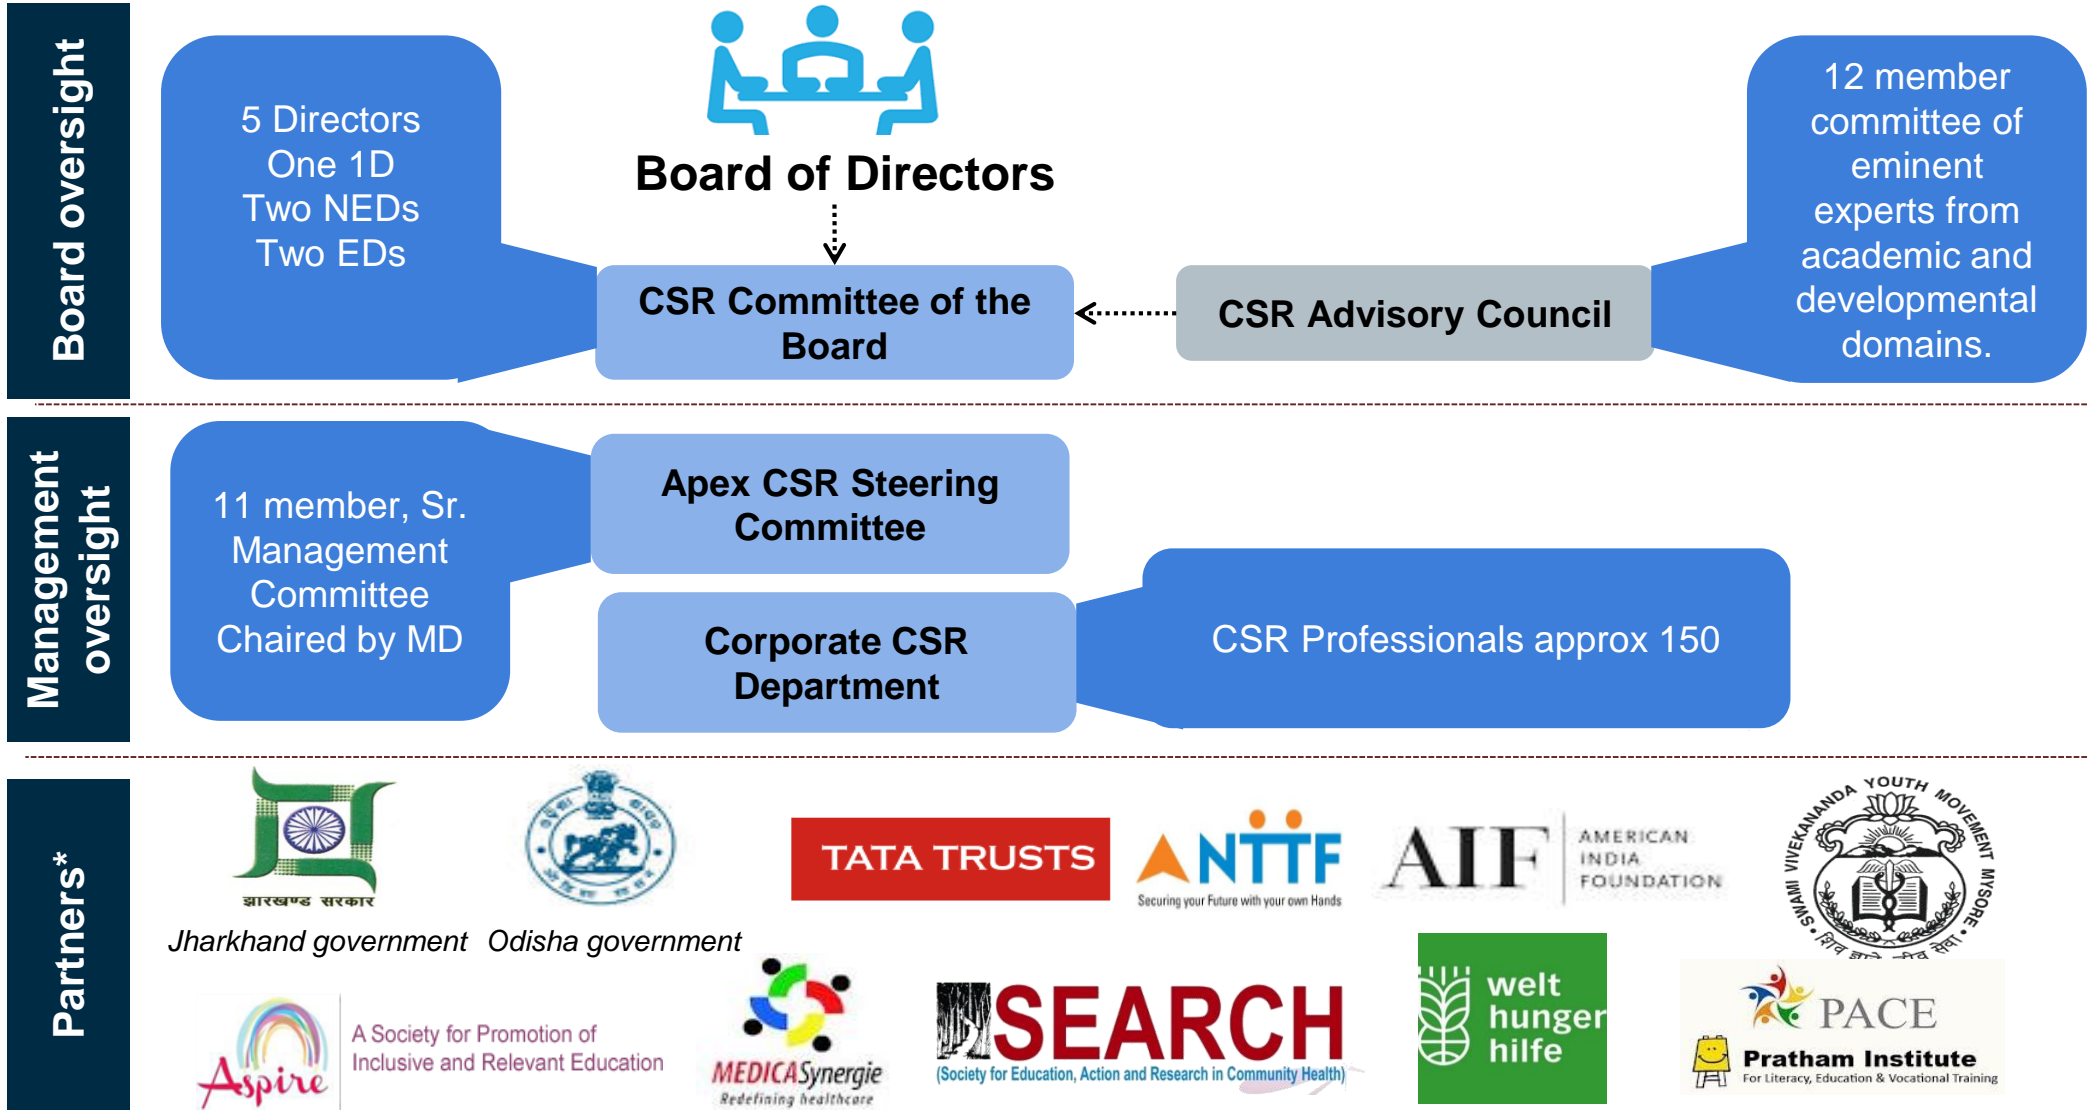 Board oversight
5 Directors
One 1D
Two NEDs
Two EDs
Board of Directors
CSR Committee of the
Board
CSR Advisory Council
12 member
committee of
eminent
experts from
academic and
developmental
domains.
Management
oversight
11 member, Sr.
Management
Committee
Chaired by MD
Apex CSR Steering
Committee
Corporate CSR
Department
CSR Professionals approx 150
Partners*
झारखण्ड सरकार
Jharkhand government
Odisha government
TATA TRUSTS
NTTF
Securing your Future with your own Hands
AIF
AMERICAN
INDIA
FOUNDATION
SWAMI VIVEKANANDA YOUTH MOVEMENT MYSORE
Aspire
A Society for Promotion of
Inclusive and Relevant Education
MEDICASynergie
Redefining healthcare
SEARCH
(Society for Education, Action and Research in Community Health)
welt
hunger
hilfe
PACE
Pratham Institute
For Literacy, Education & Vocational Training